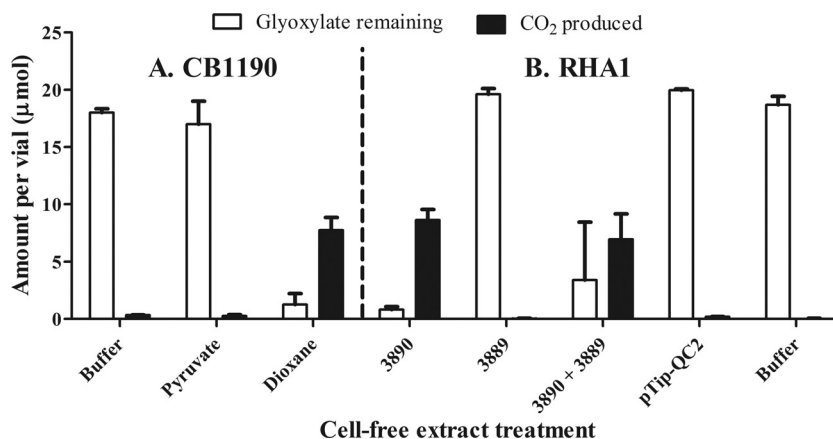 Glyoxylate remaining CO₂ produced
A. CB1190 B. RHA1
Amount per vial (μmol)
25
20
15
10
5
0
Buffer Pyruvate Dioxane 3890 3889 3890 + 3889 pTip-QC2 Buffer
Cell-free extract treatment